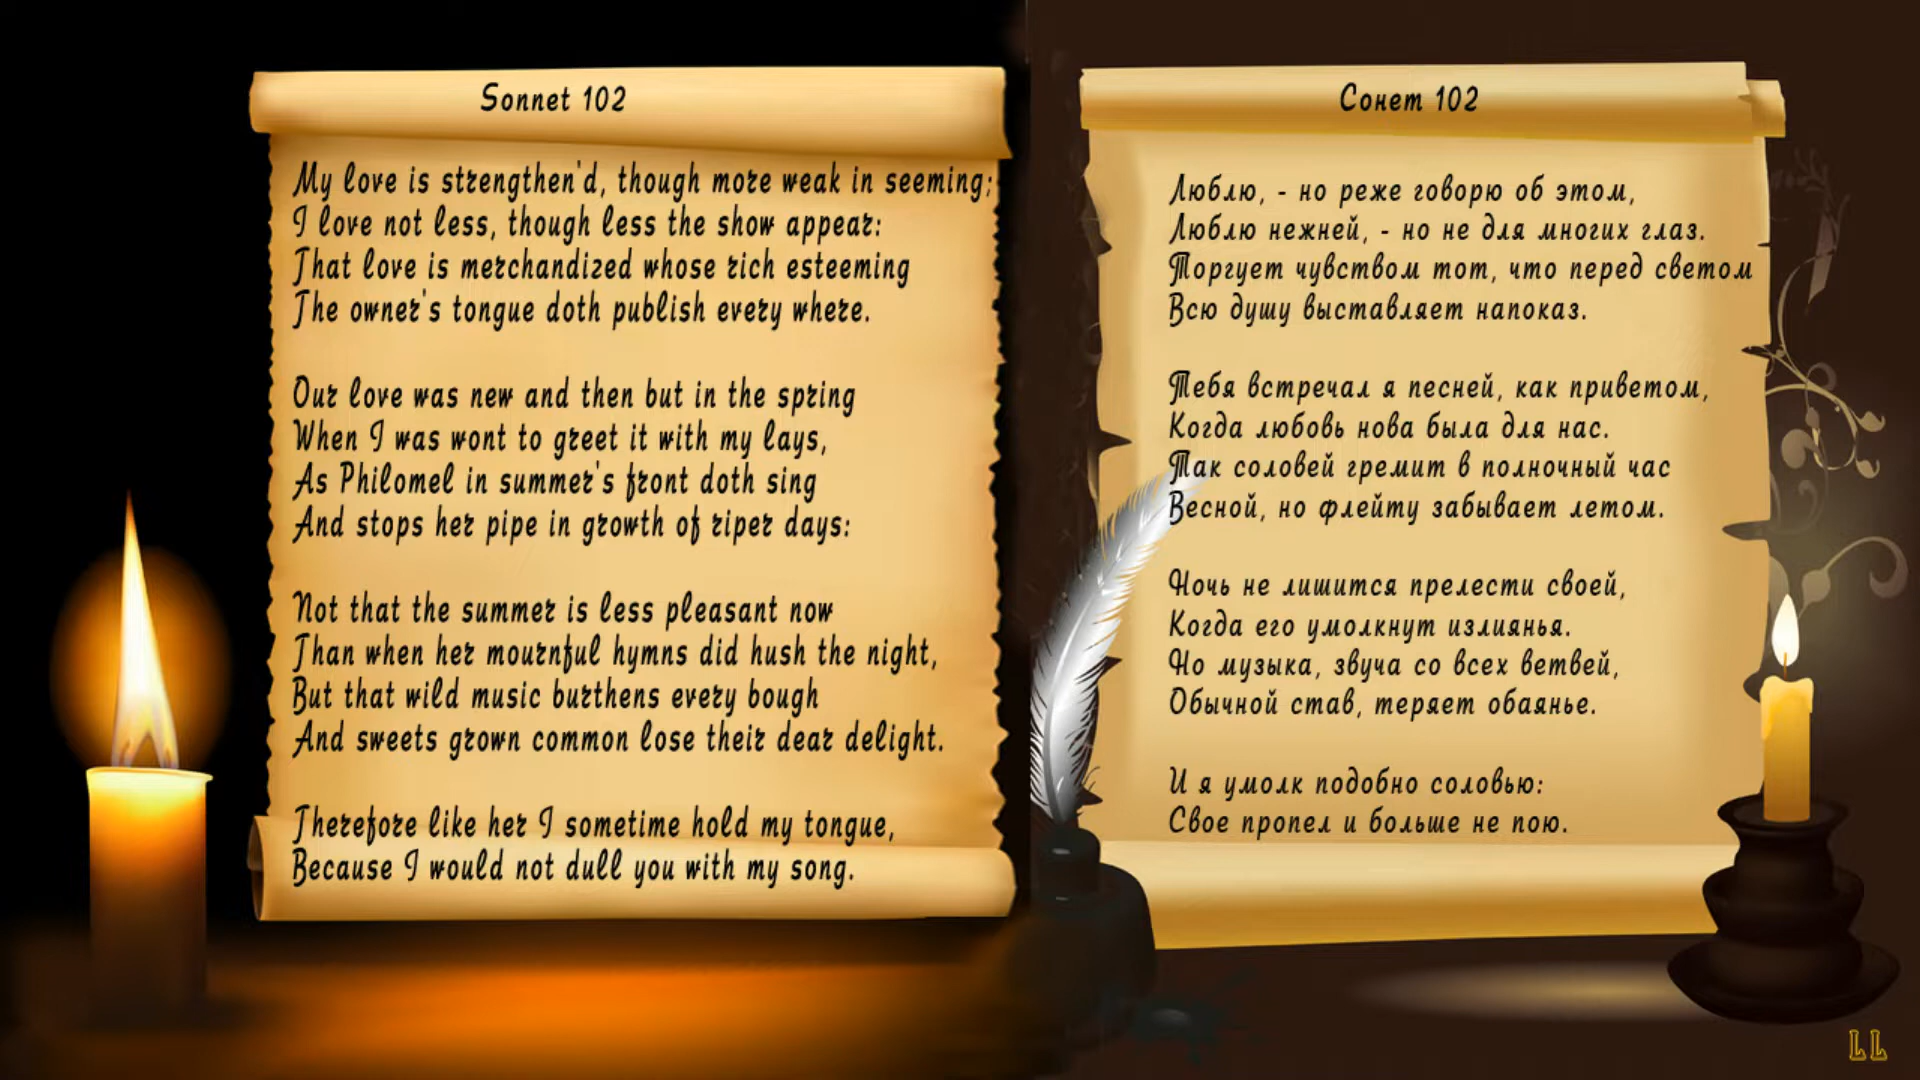 Sonnet 102
My love is strengthen'd, though more weak in seeming;
I love not less, though less the show appear:
That love is merchandized whose rich esteeming
The owner's tongue doth publish every where.
Our love was new and then but in the spring
When I was wont to greet it with my lays,
As Philomel in summer's front doth sing
And stops her pipe in growth of riper days:
Not that the summer is less pleasant now
Than when her mournful hymns did hush the night,
But that wild music burthens every bough
And sweets grown common lose their dear delight.
Therefore like her I sometime hold my tongue,
Because I would not dull you with my song.
Сонет 102
Люблю, - но реже говорю об этом,
Люблю нежней, - но не для многих глаз.
Торгует чувством тот, что перед светом
Всю душу выставляет напоказ.
Тебя встречал я песней, как приветом,
Когда любовь нова была для нас.
Так соловей гремит в полночный час
Весной, но флейту забывает летом.
Ночь не лишится прелести своей,
Когда его умолкнут излиянья.
Но музыка, звуча со всех ветвей,
Обычной став, теряет обаянье.
И я умолк подобно соловью:
Свое пропел и больше не пою.
LL